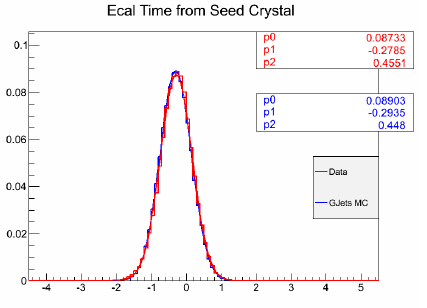 Ecal Time from Seed Crystal
p0 0.08733
p1 -0.2785
p2 0.4551
p0 0.08903
p1 -0.2935
p2 0.448
Data
GJets MC
0.1
0.08
0.06
0.04
0.02
0
-4 -3 -2 -1 0 1 2 3 4 5